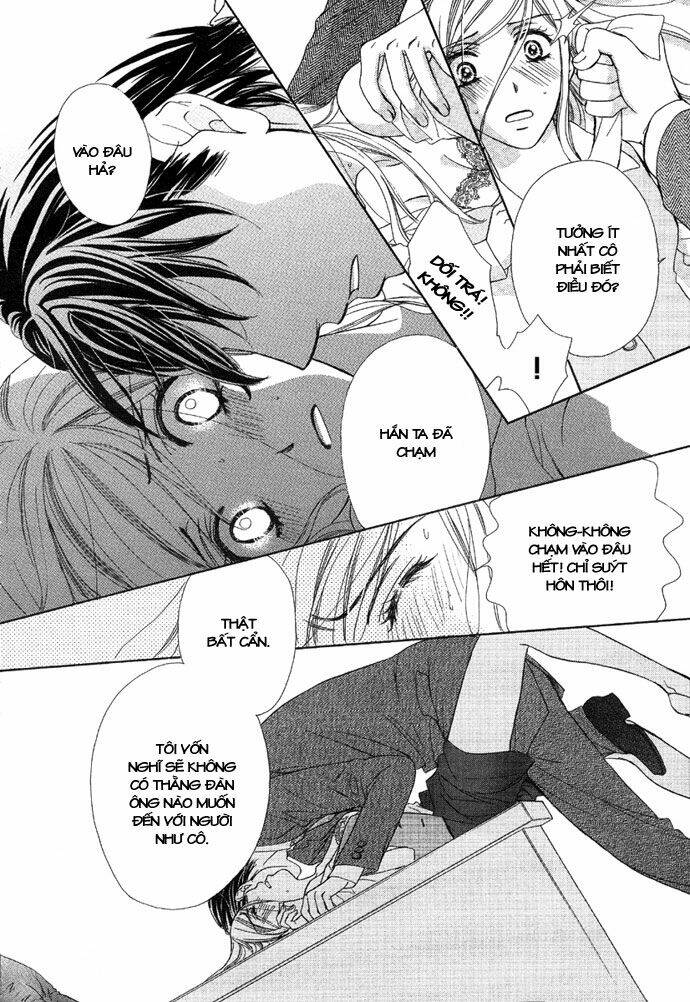 TƯỞNG ÍT
NHẤT CÔ
PHẢI BIẾT
ĐIỀU ĐÓ?
DỐI TRÁ!
KHÔNG!!
!
VÀO ĐÂU
HẢ?
HẮN TA ĐÃ
CHẠM
KHÔNG-KHÔNG
CHẠM VÀO ĐÂU
HẾT! CHỈ SUÝT
HÔN THÔI!
THẬT
BẤT CẨN.
TÔI VỐN
NGHĨ SẼ KHÔNG
CÓ THẰNG ĐÀN
ÔNG NÀO MUỐN
ĐẾN VỚI NGƯỜI
NHƯ CÔ.